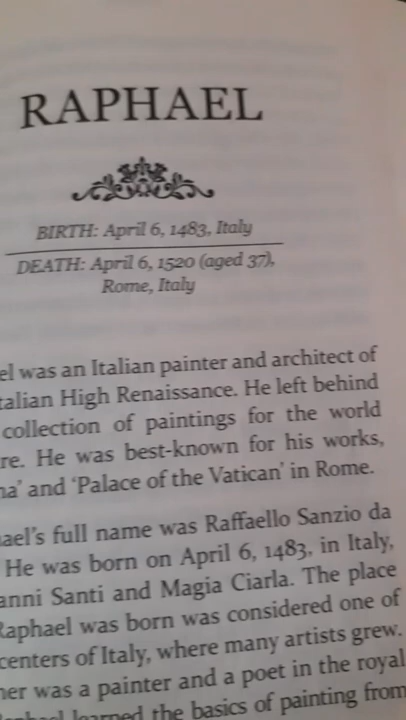 RAPHAEL
BIRTH: April 6, 1483, Italy
DEATH: April 6, 1520 (aged 37),
Rome, Italy
el was an Italian painter and architect of
talian High Renaissance. He left behind
collection of paintings for the world
re. He was best-known for his works,
na' and 'Palace of the Vatican' in Rome.
ael's full name was Raffaello Sanzio da
He was born on April 6, 1483, in Italy,
anni Santi and Magia Ciarla. The place
Raphael was born was considered one of
centers of Italy, where many artists grew.
her was a painter and a poet in the royal
phael learned the basics of painting from